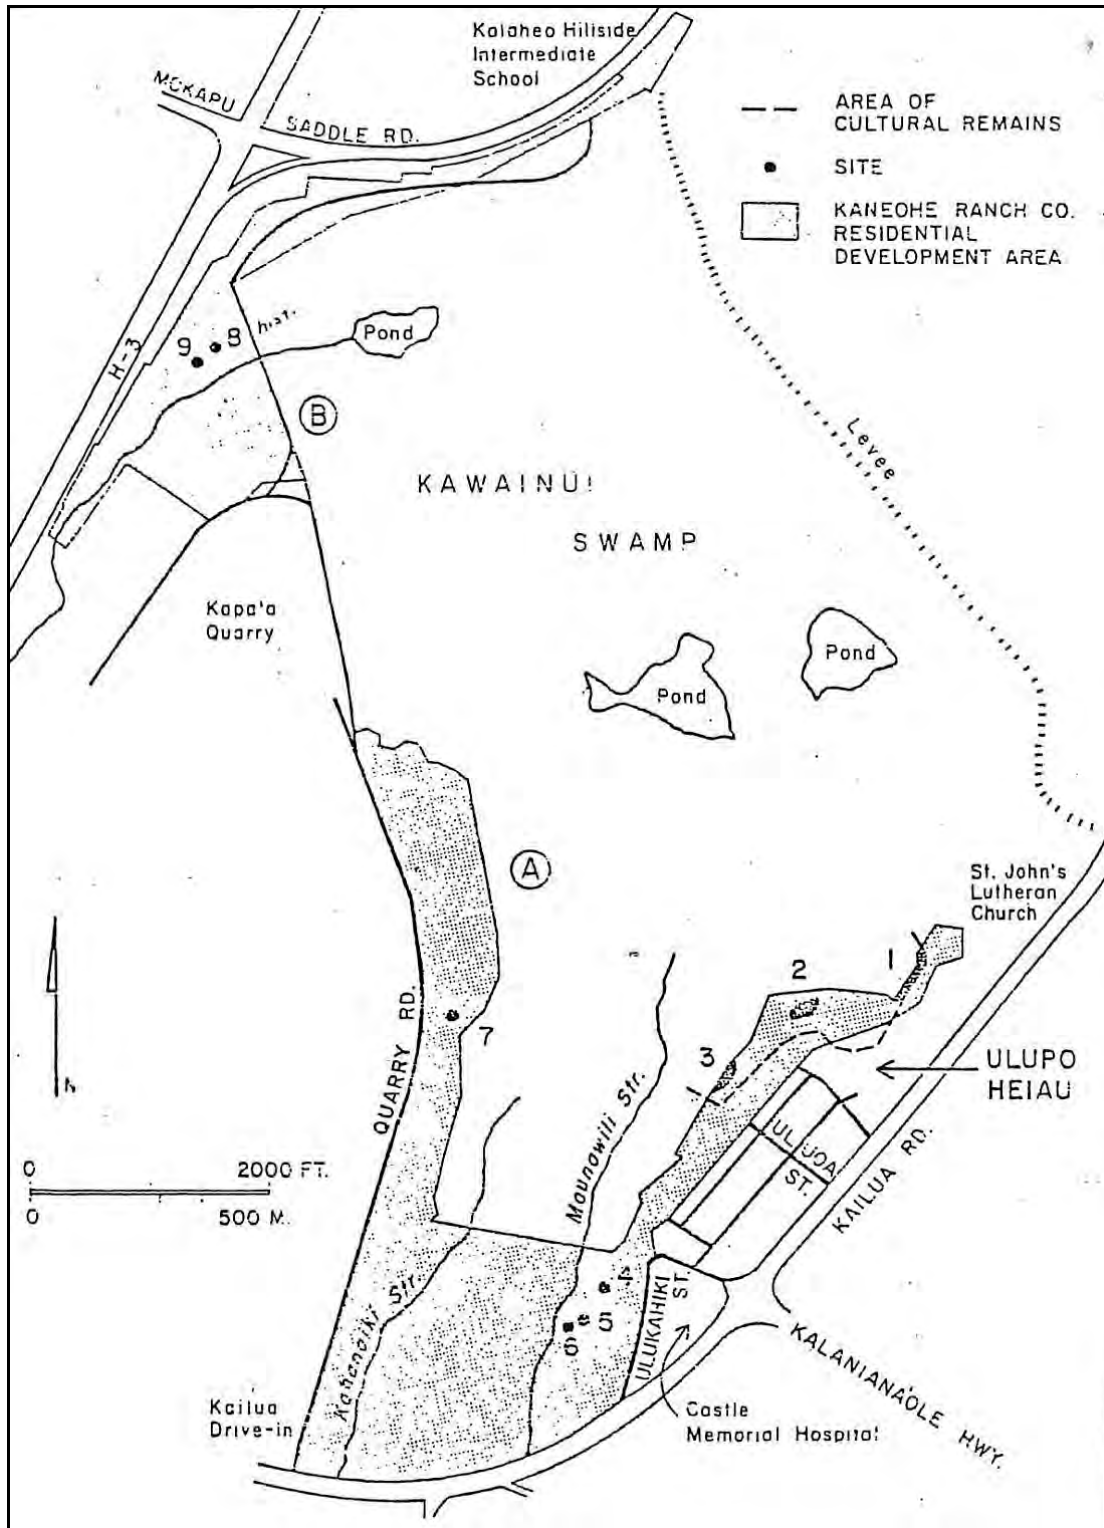 Kalaheo Hillside
Intermediate
School
MOKAPU
SADDLE RD.
AREA OF
CULTURAL REMAINS
SITE
KANEOHE RANCH CO.
RESIDENTIAL
DEVELOPMENT AREA
H-3
9
8
hist.
Pond
B
Levee
KAWAINUI
SWAMP
Kapa'a
Quarry
Pond
Pond
A
St. John's
Lutheran
Church
1
2
3
7
N
QUARRY RD.
ULUPO
HEIAU
Maunawili Str.
ULUOA
ST.
KAILUA RD.
0 2000 FT.
0 500 M.
Kahanaiki Str.
4
5
6
ULUKAHIKI
ST.
KALANIANAOLE HWY.
Kailua
Drive-in
Castle
Memorial Hospital